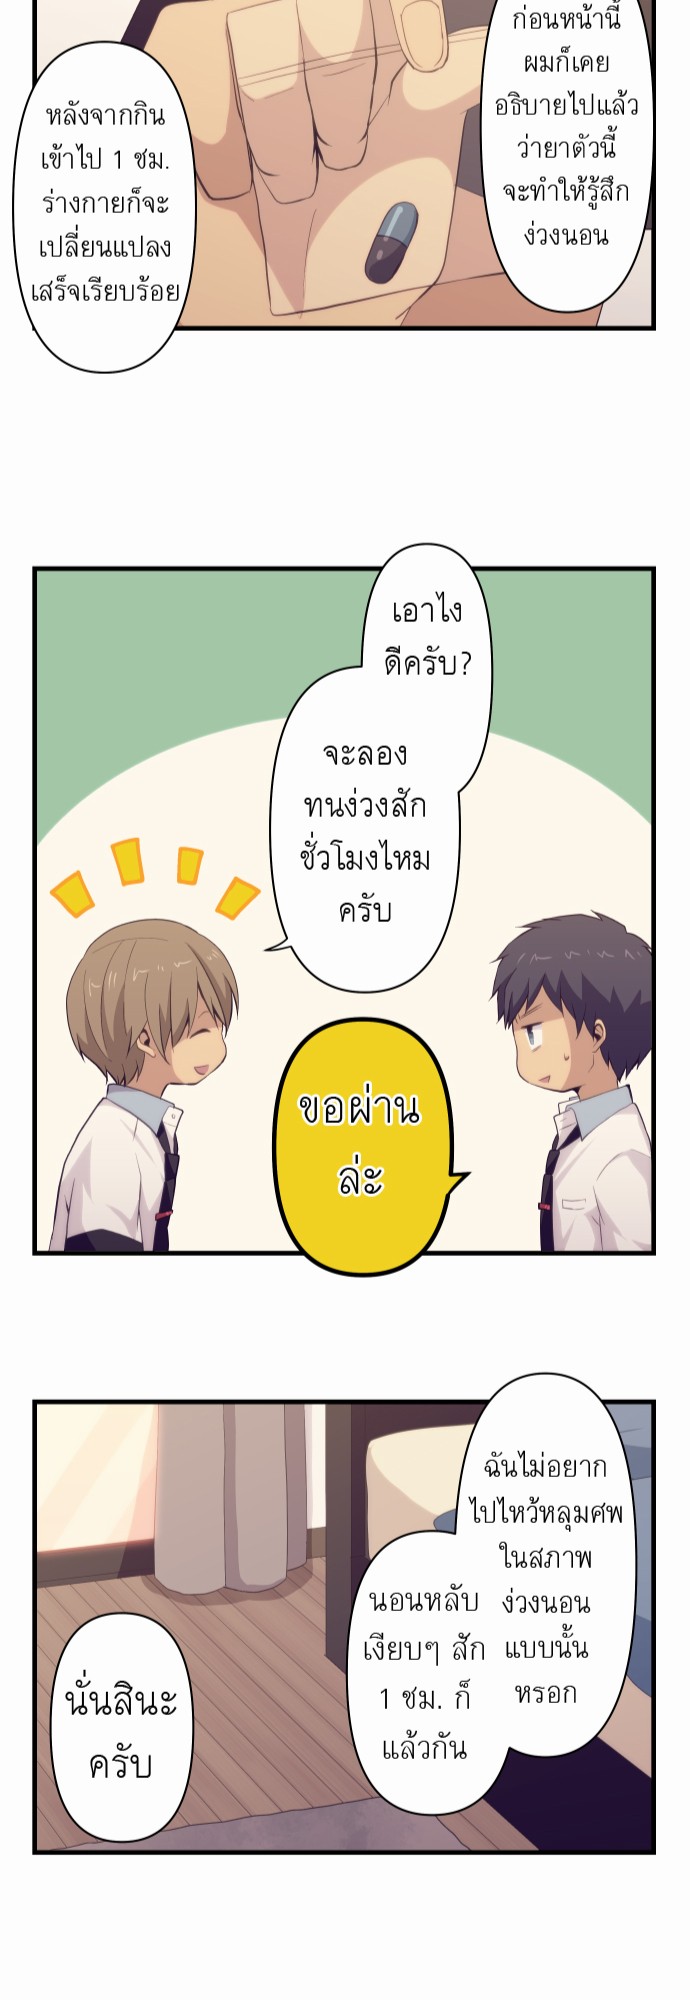 ก่อนหน้านี้
ผมก็เคย
อธิบายไปแล้ว
ว่ายาตัวนี้
จะทำให้รู้สึก
ง่วงนอน
หลังจากกิน
เข้าไป 1 ชม.
ร่างกายก็จะ
เปลี่ยนแปลง
เสร็จเรียบร้อย
เอาไง
ดีครับ?
จะลอง
ทนง่วงสัก
ชั่วโมงไหม
ครับ
ขอผ่าน
ล่ะ
ฉันไม่อยาก
ไปไหว้หลุมศพ
ในสภาพ
ง่วงนอน
แบบนั้น
หรอก
นอนหลับ
เงียบๆ สัก
1 ชม. ก็
แล้วกัน
นั่นสินะ
ครับ